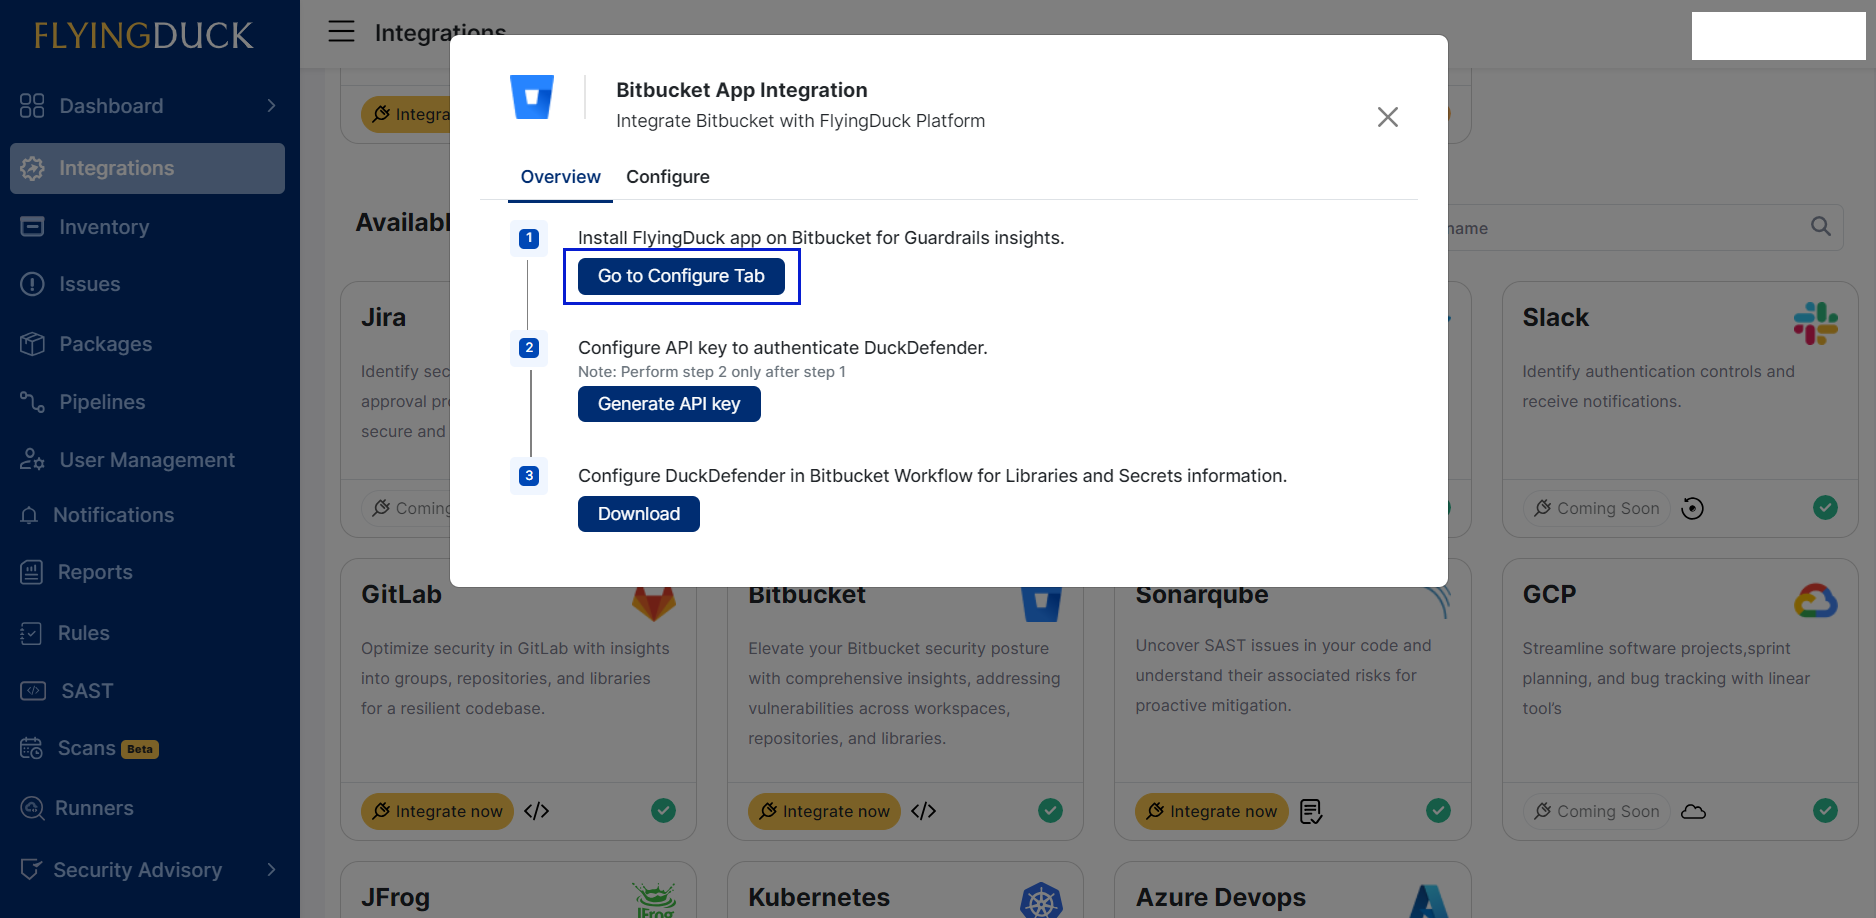 FLYINGDUCK
Dashboard
Integrations
Inventory
Issues
Packages
Pipelines
User Management
Notifications
Reports
Rules
SAST
Scans Beta
Runners
Security Advisory
Integrations
Bitbucket App Integration
Integrate Bitbucket with FlyingDuck Platform
Overview Configure
1 Install FlyingDuck app on Bitbucket for Guardrails insights.
Go to Configure Tab
2 Configure API key to authenticate DuckDefender.
Note: Perform step 2 only after step 1
Generate API key
3 Configure DuckDefender in Bitbucket Workflow for Libraries and Secrets information.
Download
Jira
Identify
approval
secure and
Coming
Slack
Identify authentication controls and
receive notifications.
Coming Soon
GitLab
Optimize security in GitLab with insights
into groups, repositories, and libraries
for a resilient codebase.
Integrate now </>
Bitbucket
Elevate your Bitbucket security posture
with comprehensive insights, addressing
vulnerabilities across workspaces,
repositories, and libraries.
Integrate now </>
Sonarqube
Uncover SAST issues in your code and
understand their associated risks for
proactive mitigation.
Integrate now
GCP
Streamline software projects,sprint
planning, and bug tracking with linear
tool's
Coming Soon
JFrog
JFrog
Kubernetes
Azure Devops